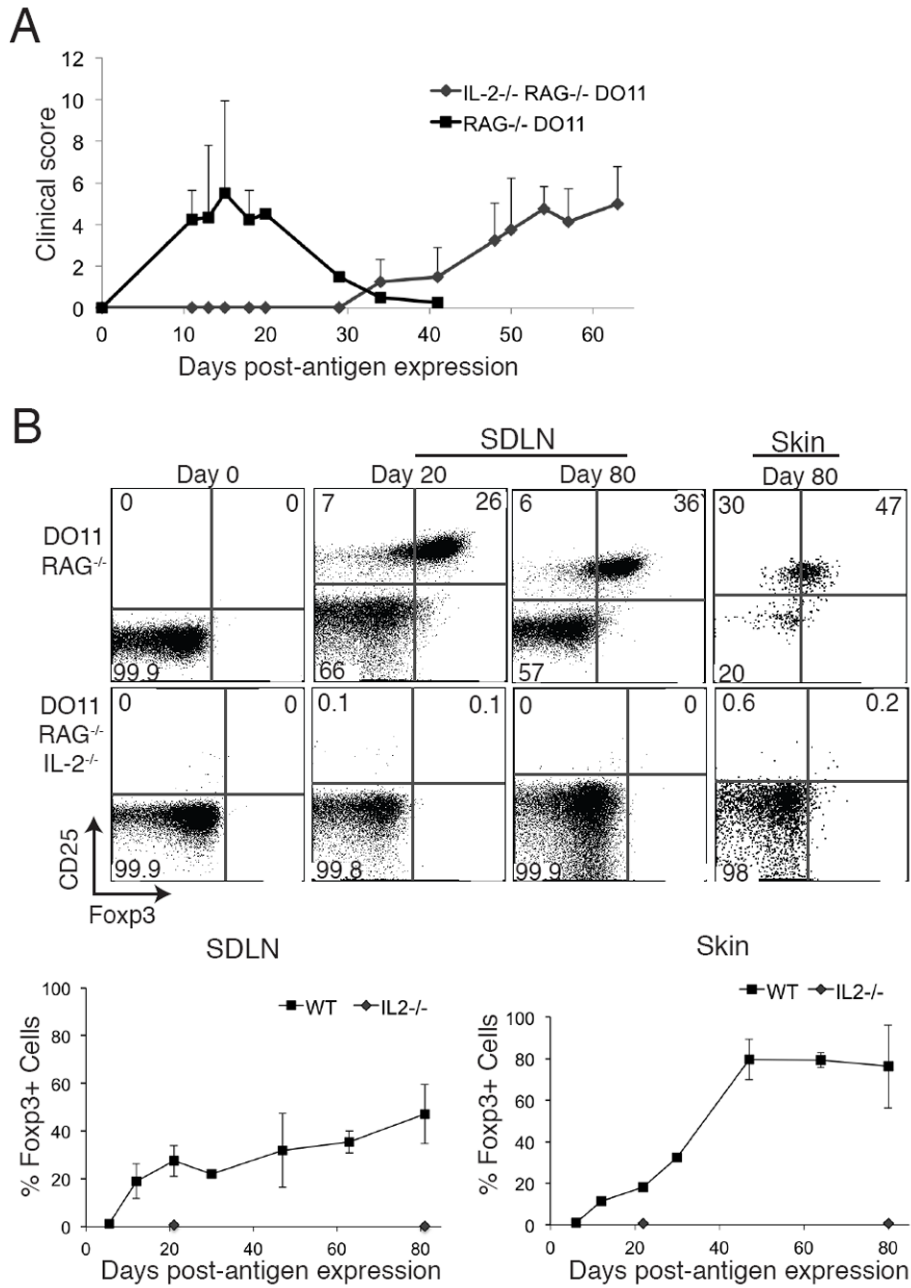 A
12
10
8
6
4
2
0
Clinical score
IL-2-/- RAG-/- DO11
RAG-/- DO11
0 10 20 30 40 50 60
Days post-antigen expression
B
SDLN Skin
Day 0 Day 20 Day 80 Day 80
DO11
RAG-/-
0 0 7 26 6 36 30 47
99.9 66 57 20
DO11
RAG-/-
IL-2-/-
0 0 0.1 0.1 0 0 0.6 0.2
99.9 99.8 99.9 98
CD25
Foxp3
SDLN
WT IL2-/-
100
80
60
40
20
0
% Foxp3+ Cells
0 20 40 60 80
Days post-antigen expression
Skin
WT IL2-/-
100
80
60
40
20
0
% Foxp3+ Cells
0 20 40 60 80
Days post-antigen expression